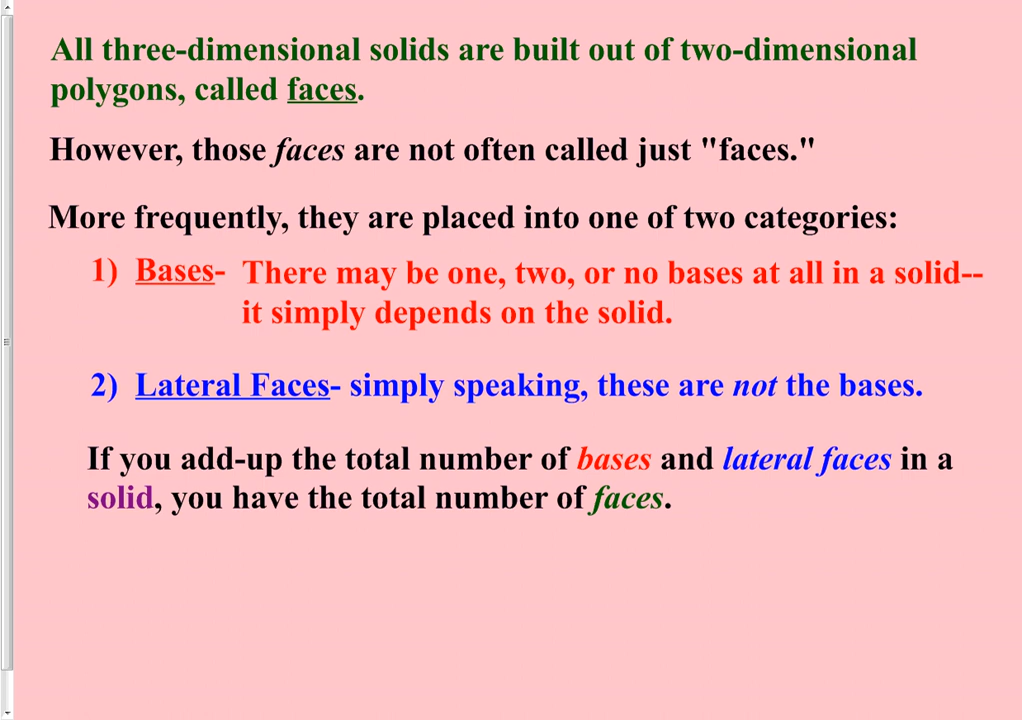 All three-dimensional solids are built out of two-dimensional
polygons, called faces.
However, those faces are not often called just "faces."
More frequently, they are placed into one of two categories:
1) Bases- There may be one, two, or no bases at all in a solid--
it simply depends on the solid.
2) Lateral Faces- simply speaking, these are not the bases.
If you add-up the total number of bases and lateral faces in a
solid, you have the total number of faces.